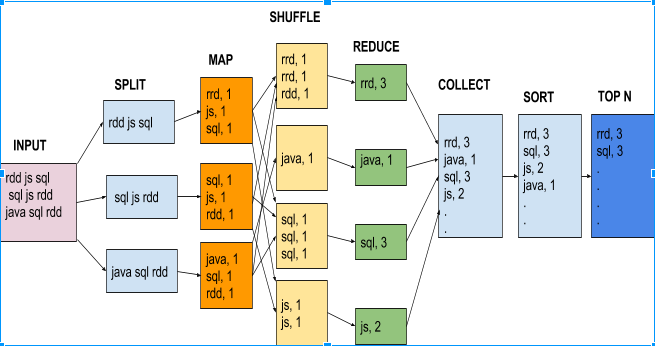 INPUT
rdd js sql
sql js rdd
java sql rdd
SPLIT
rdd js sql
sql js rdd
java sql rdd
MAP
rrd, 1
js, 1
sql, 1
sql, 1
js, 1
rdd, 1
java, 1
sql, 1
rdd, 1
SHUFFLE
rrd, 1
rrd, 1
rdd, 1
java, 1
sql, 1
sql, 1
sql, 1
js, 1
js, 1
REDUCE
rrd, 3
java, 1
sql, 3
js, 2
COLLECT
rrd, 3
java, 1
sql, 3
js, 2
.
.
SORT
rrd, 3
sql, 3
js, 2
java, 1
.
.
TOP N
rrd, 3
sql, 3
.
.
.
.